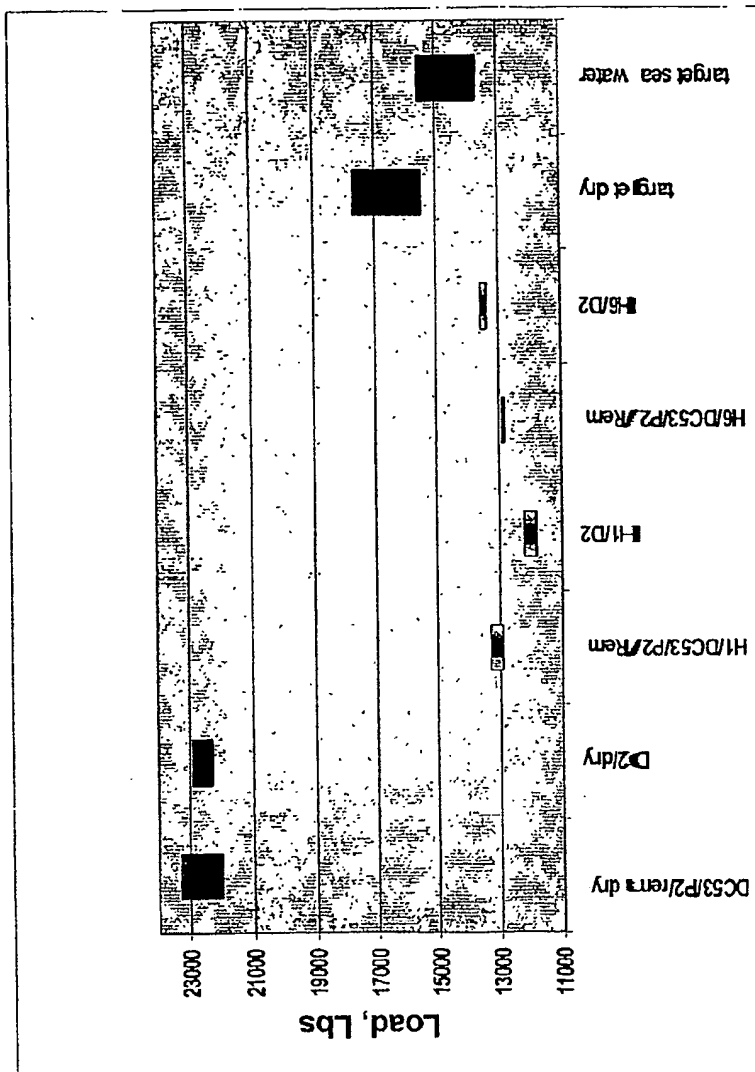 Load, Lbs
23000
21000
19000
17000
15000
13000
11000
DC53/P2/rem a dry
D2/dry
H1/DC53/P2/Rem
H1/D2
H6/DC53/P2/Rem
H6/D2
target dry
target sea water